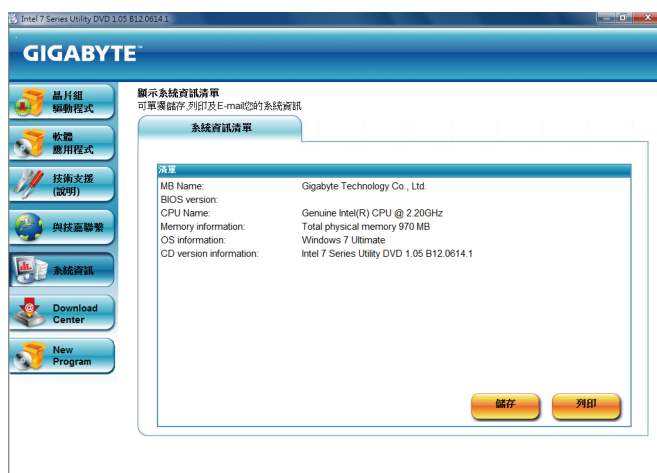 Intel 7 Series Utility DVD 1.05 B12.0614.1
GIGABYTE™
晶片組
驅動程式
軟體
應用程式
技術支援
(說明)
與技嘉聯繫
系統資訊
Download
Center
New
Program
顯示系統資訊清單
可單獨儲存,列印及E-mail您的系統資訊
系統資訊清單
清單
MB Name: Gigabyte Technology Co., Ltd.
BIOS version:
CPU Name: Genuine Intel(R) CPU @ 2.20GHz
Memory information: Total physical memory 970 MB
OS information: Windows 7 Ultimate
CD version information: Intel 7 Series Utility DVD 1.05 B12.0614.1
儲存 列印